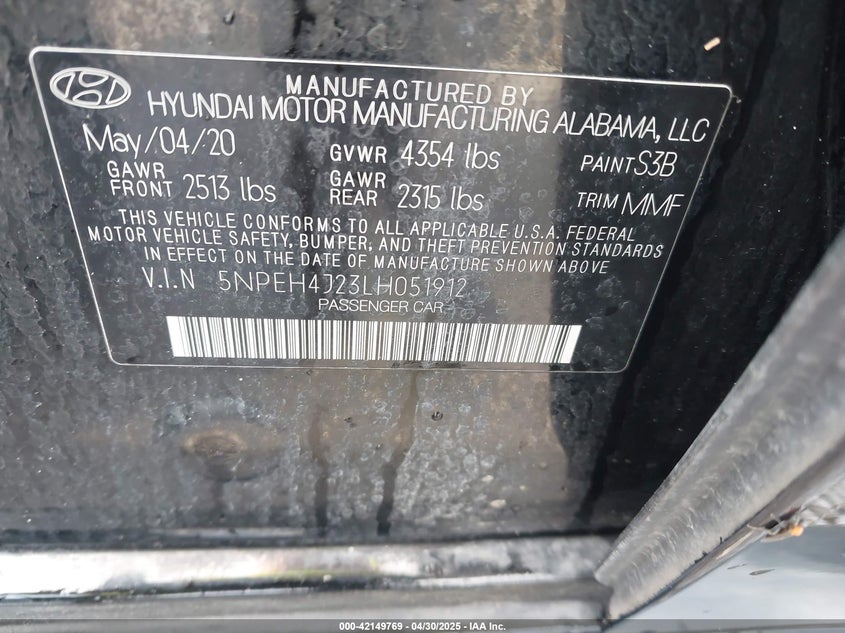 MANUFACTURED BY
HYUNDAI MOTOR MANUFACTURING ALABAMA, LLC
May/04/20 GVWR 4354 lbs PAINT S3B
GAWR FRONT 2513 lbs GAWR REAR 2315 lbs TRIM MMF
THIS VEHICLE CONFORMS TO ALL APPLICABLE U.S.A. FEDERAL
MOTOR VEHICLE SAFETY, BUMPER, AND THEFT PREVENTION STANDARDS
IN EFFECT ON THE DATE OF MANUFACTURE SHOWN ABOVE
V.I.N 5NPEH4J23LH051912
PASSENGER CAR
000-42149769 - 04/30/2025 - IAA Inc.